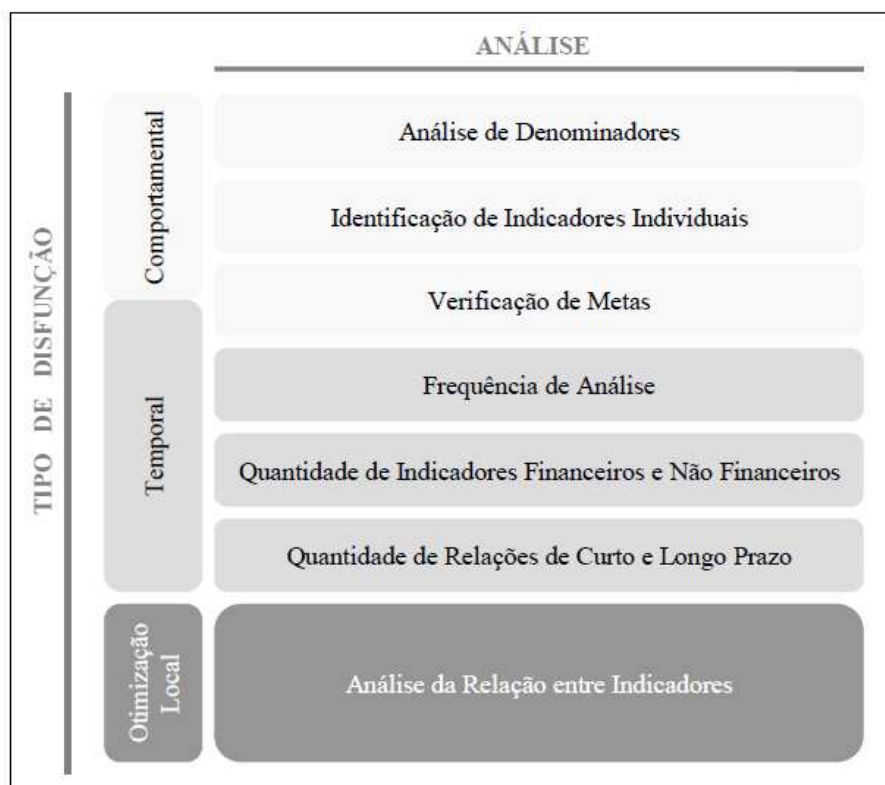 ANÁLISE
TIPO DE DISFUNÇÃO
Comportamental
Análise de Denominadores
Identificação de Indicadores Individuais
Verificação de Metas
Temporal
Frequência de Análise
Quantidade de Indicadores Financeiros e Não Financeiros
Quantidade de Relações de Curto e Longo Prazo
Otimização
Local
Análise da Relação entre Indicadores